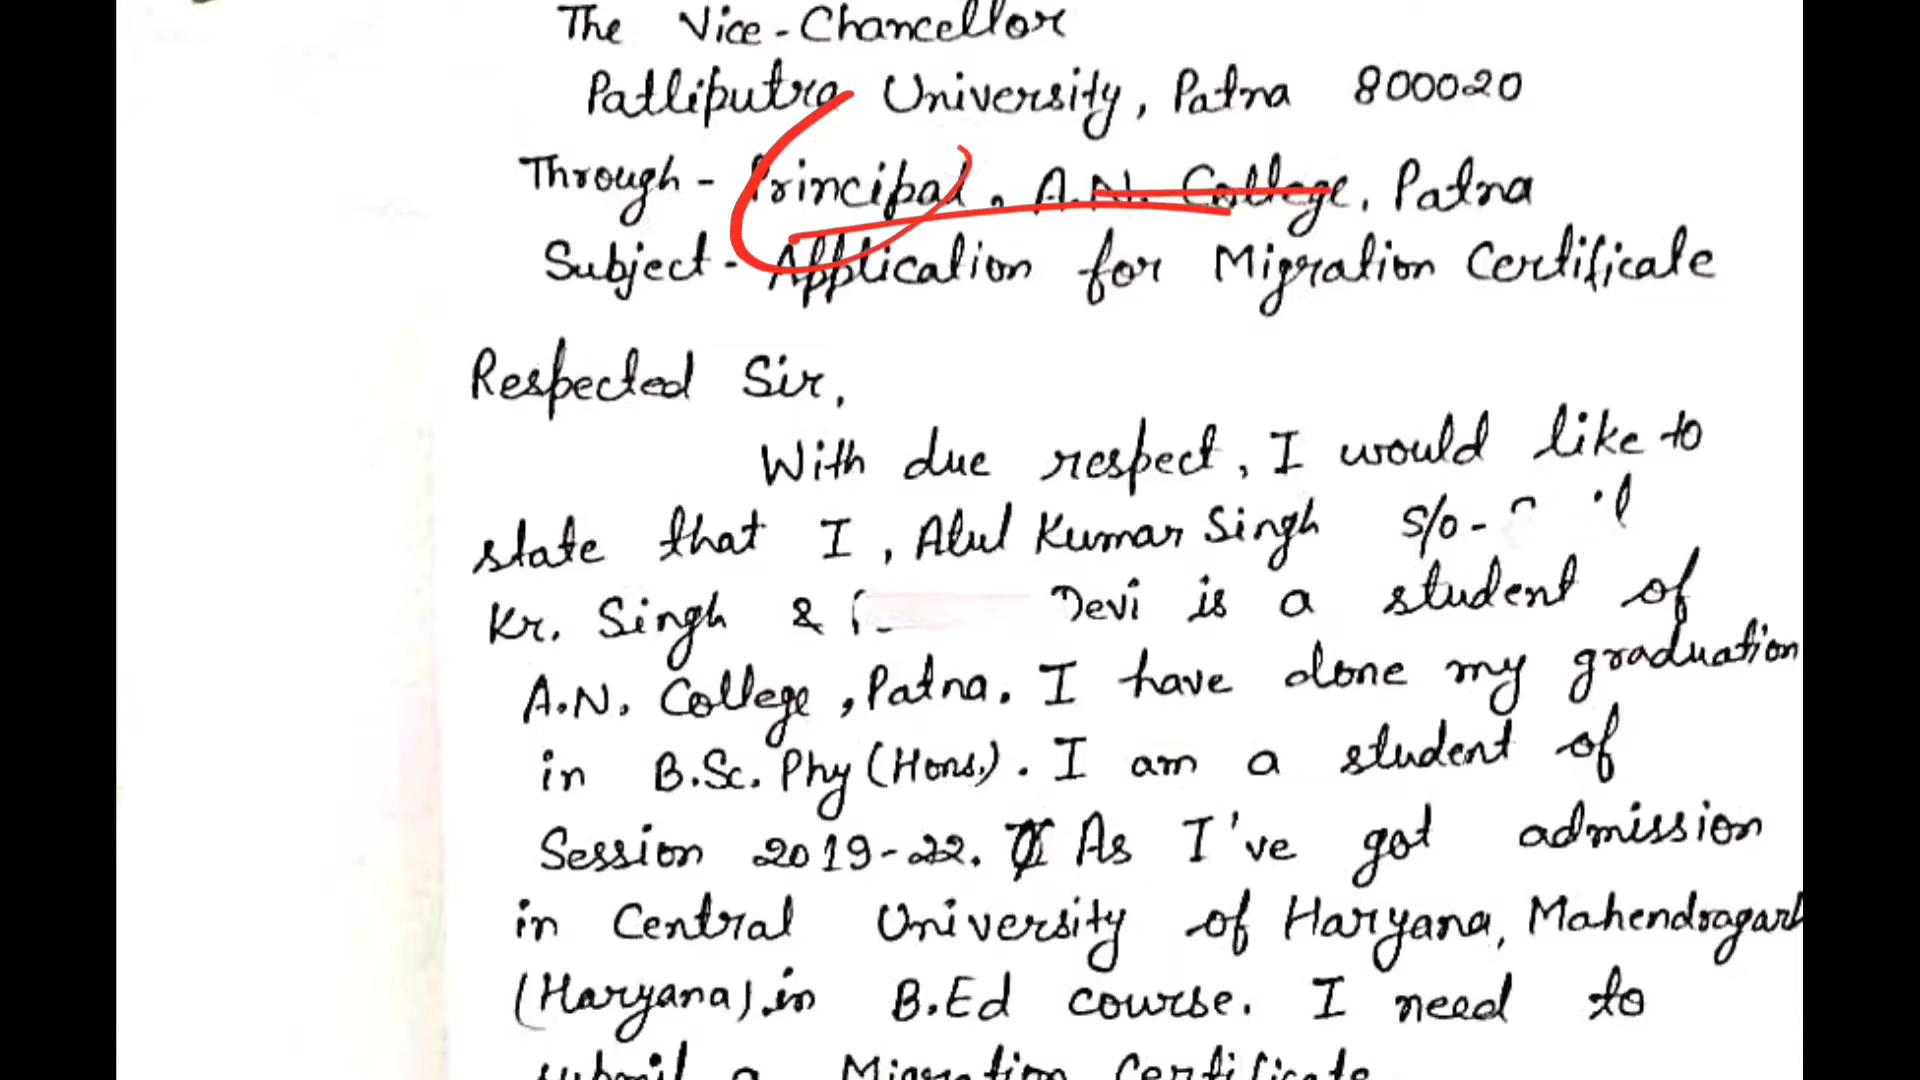 The Vice-Chancellor
Patliputra University, Patna 800020
Through- Principal, A.N. College, Patna
Subject- Application for Migration Certificate
Respected Sir,
With due respect, I would like to
state that I, Atul Kumar Singh S/o-
Kr. Singh & Devi is a student of
A.N. College, Patna. I have done my graduation
in B.Sc. Phy (Hons.). I am a student of
Session 2019-22. As I've got admission
in Central University of Haryana, Mahendragarh
(Haryana).in B.Ed course. I need to
submit a Migration Certificate